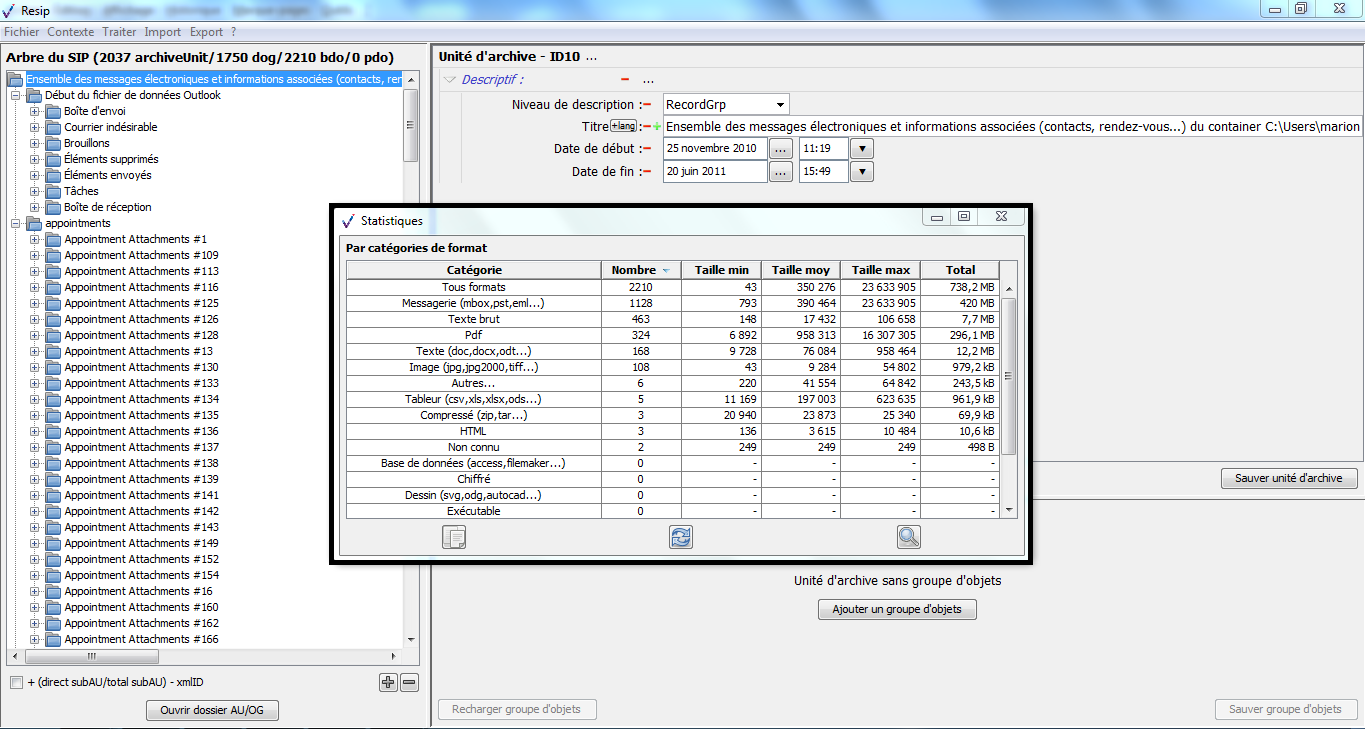 Resip
Fichier Contexte Traiter Import Export ?
Arbre du SIP (2037 archiveUnit/1750 dog/2210 bdo/0 pdo)
Ensemble des messages électroniques et informations associées (contacts, ren
Début du fichier de données Outlook
Boîte d'envoi
Courrier indésirable
Brouillons
Éléments supprimés
Éléments envoyés
Tâches
Boîte de réception
appointments
Appointment Attachments #1
Appointment Attachments #109
Appointment Attachments #113
Appointment Attachments #116
Appointment Attachments #125
Appointment Attachments #126
Appointment Attachments #128
Appointment Attachments #13
Appointment Attachments #130
Appointment Attachments #133
Appointment Attachments #134
Appointment Attachments #135
Appointment Attachments #136
Appointment Attachments #137
Appointment Attachments #138
Appointment Attachments #139
Appointment Attachments #141
Appointment Attachments #142
Appointment Attachments #143
Appointment Attachments #149
Appointment Attachments #152
Appointment Attachments #154
Appointment Attachments #16
Appointment Attachments #160
Appointment Attachments #162
Appointment Attachments #166
+ (direct subAU/total subAU) - xmlID
Ouvrir dossier AU/OG
Unité d'archive - ID10 ...
Descriptif : ...
Niveau de description : RecordGrp
Titre +lang : Ensemble des messages électroniques et informations associées (contacts, rendez-vous...) du container C:\Users\marion
Date de début : 25 novembre 2010 ... 11:19
Date de fin : 20 juin 2011 ... 15:49
Sauver unité d'archive
Statistiques
Par catégories de format
Catégorie Nombre Taille min Taille moy Taille max Total
Tous formats 2210 43 350 276 23 633 905 738,2 MB
Messagerie (mbox,pst,eml...) 1128 793 390 464 23 633 905 420 MB
Texte brut 463 148 17 432 106 658 7,7 MB
Pdf 324 6 892 958 313 16 307 305 296,1 MB
Texte (doc,docx,odt...) 168 9 728 76 084 958 464 12,2 MB
Image (jpg,jpg2000,tiff...) 108 43 9 284 54 802 979,2 kB
Autres... 6 220 41 554 64 842 243,5 kB
Tableur (csv,xls,xlsx,ods...) 5 11 169 197 003 623 635 961,9 kB
Compressé (zip,tar...) 3 20 940 23 873 25 340 69,9 kB
HTML 3 136 3 615 10 484 10,6 kB
Non connu 2 249 249 249 498 B
Base de données (access,filemaker...) 0 - - - -
Chiffré 0 - - - -
Dessin (svg,odg,autocad...) 0 - - - -
Exécutable 0 - - - -
Unité d'archive sans groupe d'objets
Ajouter un groupe d'objets
Recharger groupe d'objets
Sauver groupe d'objets